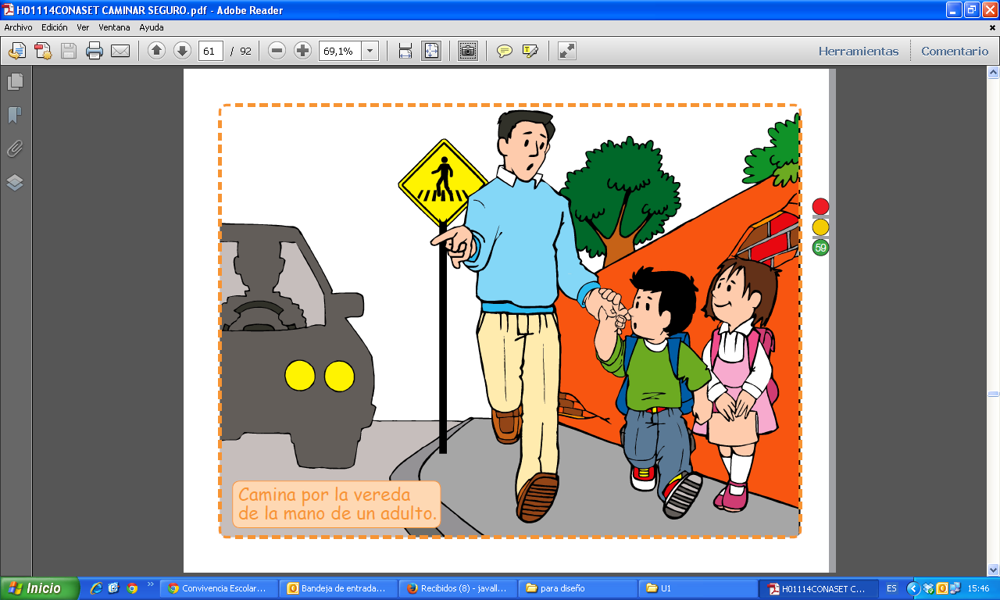 H01114CONASET CAMINAR SEGURO.pdf - Adobe Reader
Archivo Edición Ver Ventana Ayuda
61 / 92 69,1% Herramientas Comentario
59
Camina por la vereda
de la mano de un adulto.
Inicio Convivencia Escolar... Bandeja de entrada... Recibidos (8) - javall... para diseño U1 H01114CONASET C... ES 15:46